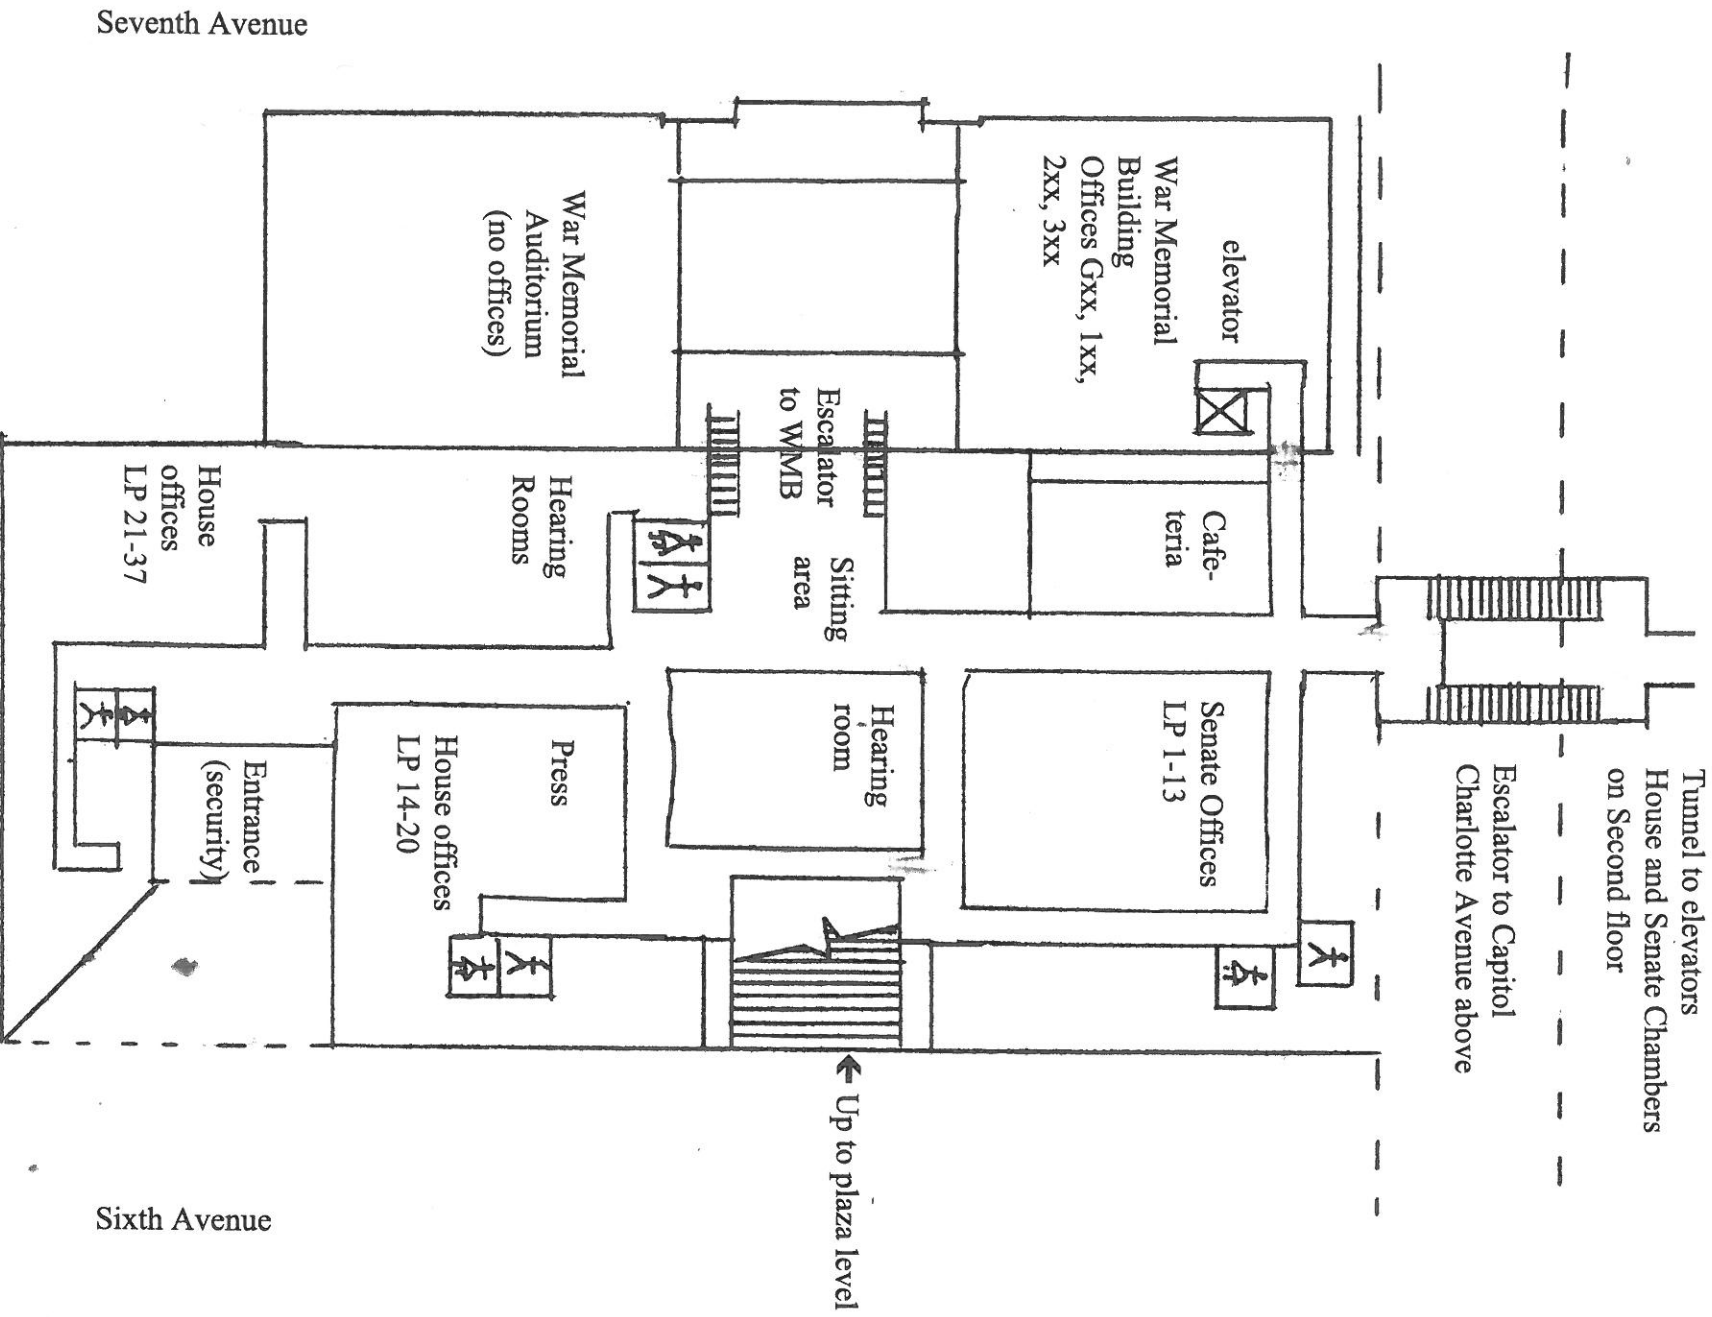 Seventh Avenue
War Memorial
Building
Offices Gxx, 1xx,
2xx, 3xx
elevator
War Memorial
Auditorium
(no offices)
Escalator
to WMB
Sitting
area
Cafe-
teria
Hearing
Rooms
House
offices
LP 21-37
Tunnel to elevators
House and Senate Chambers
on Second floor
Escalator to Capitol
Charlotte Avenue above
Senate Offices
LP 1-13
Hearing
room
Press
House offices
LP 14-20
Entrance
(security)
← Up to plaza level
Sixth Avenue